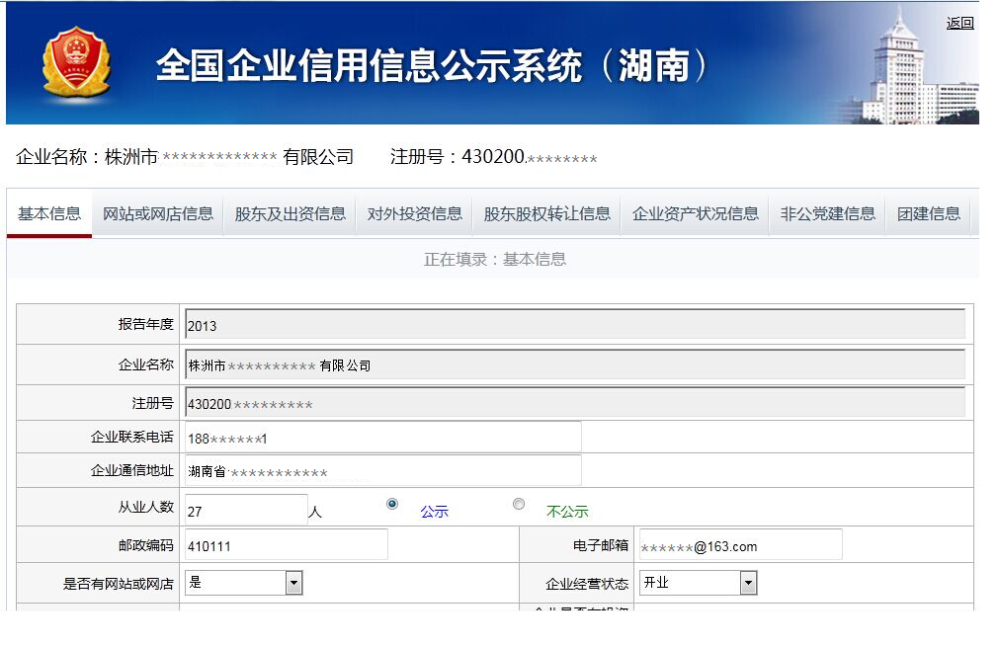 返回
全国企业信用信息公示系统（湖南）
企业名称：株洲市************* 有限公司 注册号：430200.********
基本信息 网站或网店信息 股东及出资信息 对外投资信息 股东股权转让信息 企业资产状况信息 非公党建信息 团建信息
正在填录：基本信息
报告年度 2013
企业名称 株洲市********** 有限公司
注册号 430200*********
企业联系电话 188******1
企业通信地址 湖南省***********
从业人数 27 人 公示 不公示
邮政编码 410111 电子邮箱 ******@163.com
是否有网站或网店 是 企业经营状态 开业